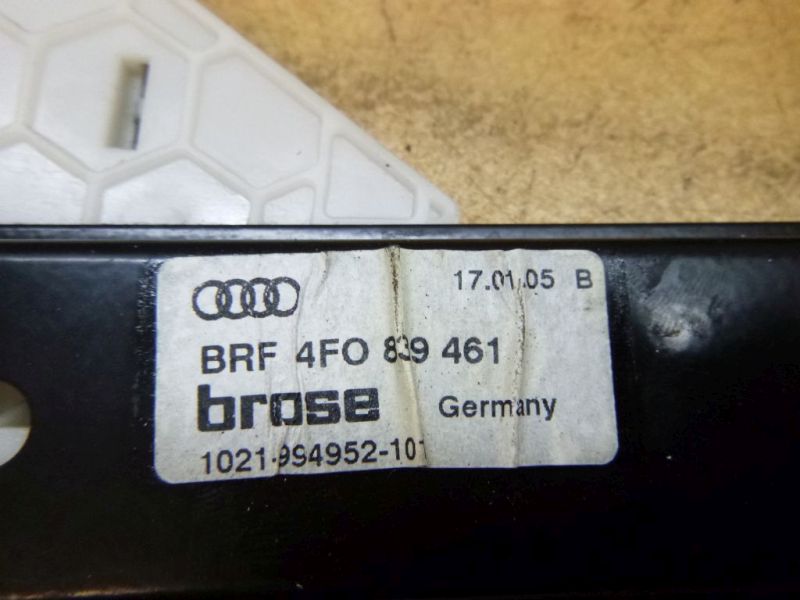 17.01.05 B
BRF 4F0 839 461
brose Germany
1021-994952-101